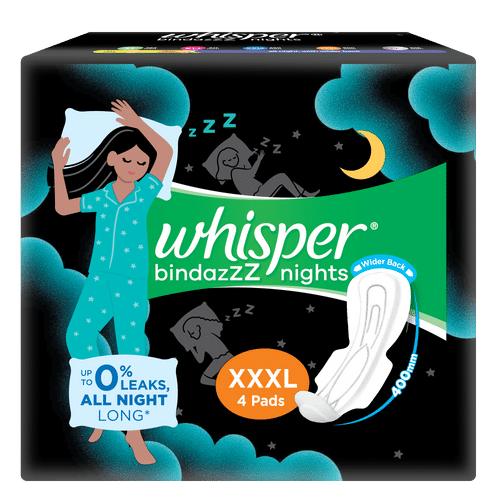 z z z
z z z
whisper®
bindazzZ nights
Wider Back
400mm
z z z
UP TO 0% LEAKS,
ALL NIGHT
LONG*
XXXL
4 Pads